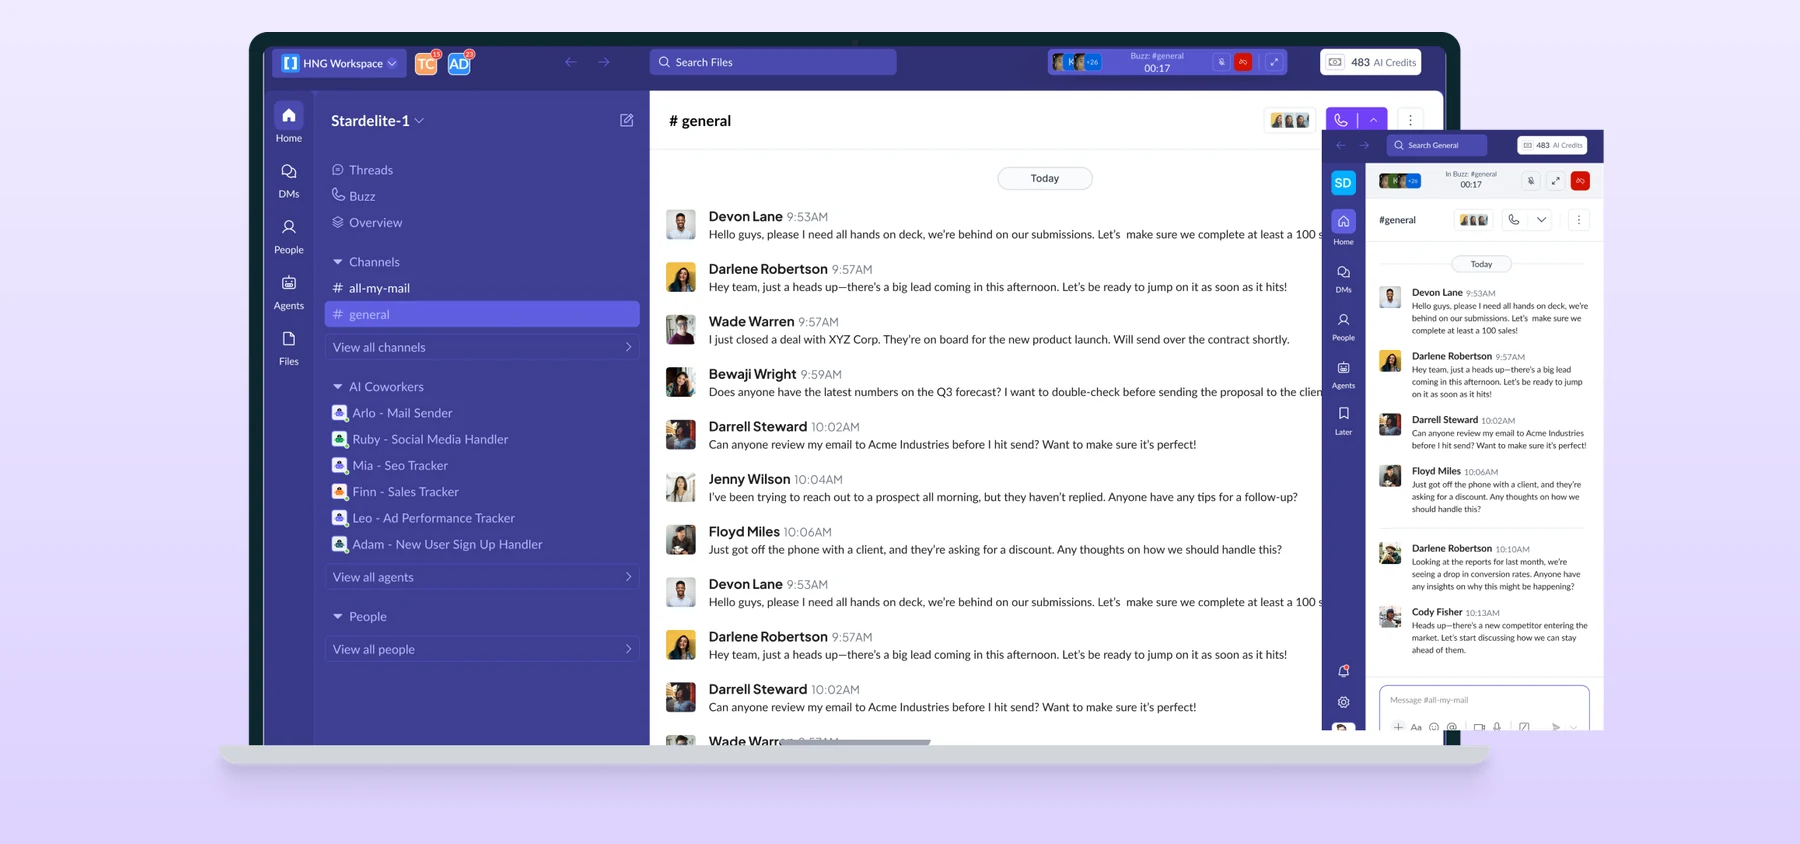 HNG Workspace
TC
15
AD
23
Search Files
K
+26
Buzz: #general
00:17
483 AI Credits
Home
DMs
People
Agents
Files
Stardelite-1
Threads
Buzz
Overview
Channels
# all-my-mail
# general
View all channels
AI Coworkers
Arlo - Mail Sender
Ruby - Social Media Handler
Mia - Seo Tracker
Finn - Sales Tracker
Leo - Ad Performance Tracker
Adam - New User Sign Up Handler
View all agents
People
View all people
# general
Today
Devon Lane 9:53AM
Hello guys, please I need all hands on deck, we're behind on our submissions. Let's make sure we complete at least a 100 s
Darlene Robertson 9:57AM
Hey team, just a heads up—there's a big lead coming in this afternoon. Let's be ready to jump on it as soon as it hits!
Wade Warren 9:57AM
I just closed a deal with XYZ Corp. They're on board for the new product launch. Will send over the contract shortly.
Bewaji Wright 9:59AM
Does anyone have the latest numbers on the Q3 forecast? I want to double-check before sending the proposal to the clien
Darrell Steward 10:02AM
Can anyone review my email to Acme Industries before I hit send? Want to make sure it's perfect!
Jenny Wilson 10:04AM
I've been trying to reach out to a prospect all morning, but they haven't replied. Anyone have any tips for a follow-up?
Floyd Miles 10:06AM
Just got off the phone with a client, and they're asking for a discount. Any thoughts on how we should handle this?
Devon Lane 9:53AM
Hello guys, please I need all hands on deck, we're behind on our submissions. Let's make sure we complete at least a 100 s
Darlene Robertson 9:57AM
Hey team, just a heads up—there's a big lead coming in this afternoon. Let's be ready to jump on it as soon as it hits!
Darrell Steward 10:02AM
Can anyone review my email to Acme Industries before I hit send? Want to make sure it's perfect!
Wade
Search General
483 AI Credits
SD
Home
DMs
People
Agents
Later
K
+26
In Buzz: #general
00:17
#general
Today
Devon Lane 9:53AM
Hello guys, please I need all hands on deck, we're
behind on our submissions. Let's make sure we
complete at least a 100 sales!
Darlene Robertson 9:57AM
Hey team, just a heads up—there's a big lead
coming in this afternoon. Let's be ready to jump
on it as soon as it hits!
Darrell Steward 10:02AM
Can anyone review my email to Acme Industries
before I hit send? Want to make sure it's perfect!
Floyd Miles 10:06AM
Just got off the phone with a client, and they're
asking for a discount. Any thoughts on how we
should handle this?
Darlene Robertson 10:10AM
Looking at the reports for last month, we're
seeing a drop in conversion rates. Anyone have
any insights on why this might be happening?
Cody Fisher 10:13AM
Heads up—there's a new competitor entering the
market. Let's start discussing how we can stay
ahead of them.
Message #all-my-mail
Aa